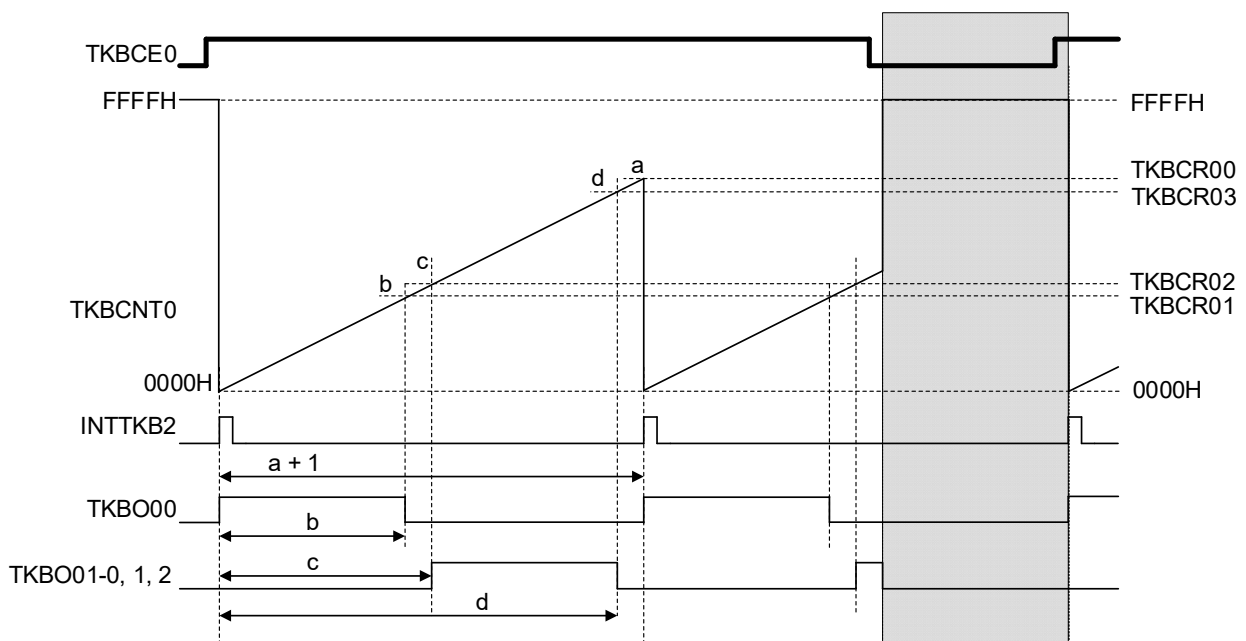 TKBCE0
FFFFH
FFFFH
a
TKBCR00
d
TKBCR03
c
b
TKBCR02
TKBCR01
TKBCNT0
0000H
0000H
INTTKB2
a + 1
TKBO00
b
TKBO01-0, 1, 2
c
d